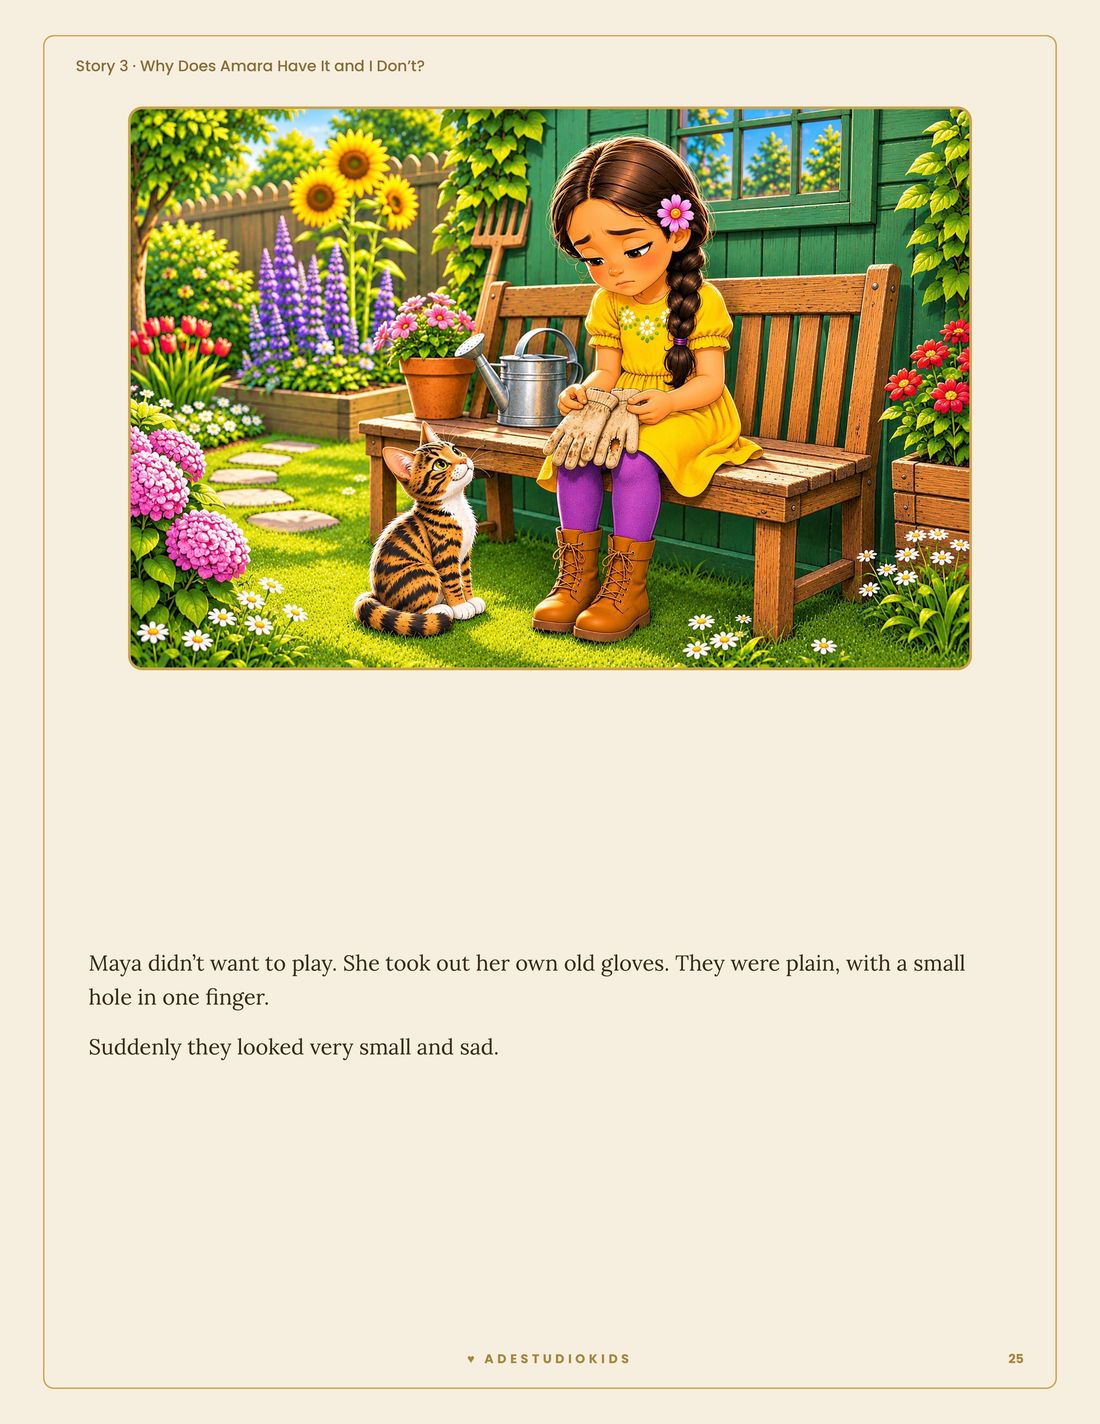 Story 3 · Why Does Amara Have It and I Don’t?
Maya didn’t want to play. She took out her own old gloves. They were plain, with a small
hole in one finger.
Suddenly they looked very small and sad.
♥ ADESTUDIOKIDS
25